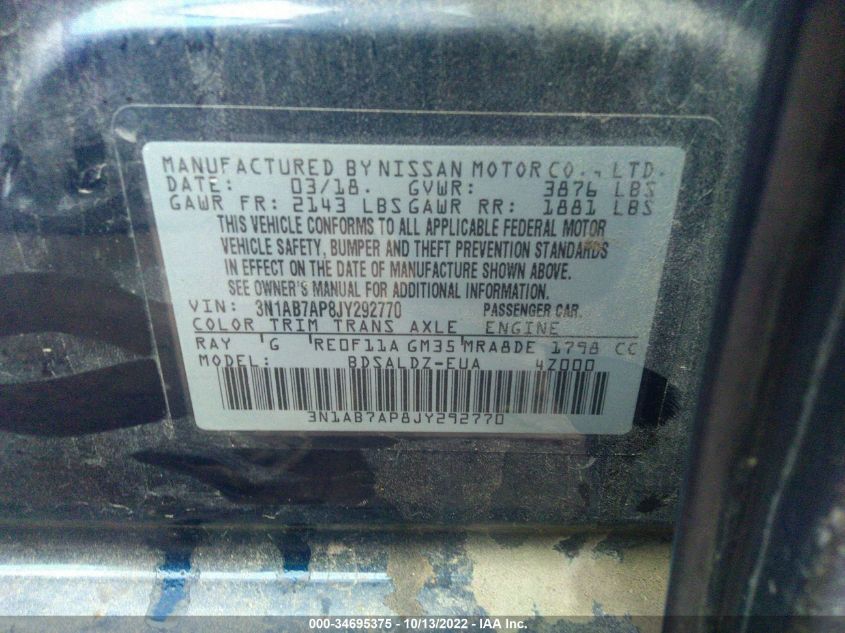 MANUFACTURED BY NISSAN MOTOR CO., LTD.
DATE: 03/18. GVWR: 3876 LBS
GAWR FR: 2143 LBS GAWR RR: 1881 LBS
THIS VEHICLE CONFORMS TO ALL APPLICABLE FEDERAL MOTOR
VEHICLE SAFETY, BUMPER AND THEFT PREVENTION STANDARDS
IN EFFECT ON THE DATE OF MANUFACTURE SHOWN ABOVE.
SEE OWNER'S MANUAL FOR ADDITIONAL INFORMATION.
VIN: 3N1AB7AP8JY292770 PASSENGER CAR.
COLOR TRIM TRANS AXLE ENGINE
RAY G RE0F11A GM35 MRA8DE 1798 CC
MODEL: BDSALDZ-EUA 4Z000
3N1AB7AP8JY292770
000-34695375 - 10/13/2022 - IAA Inc.